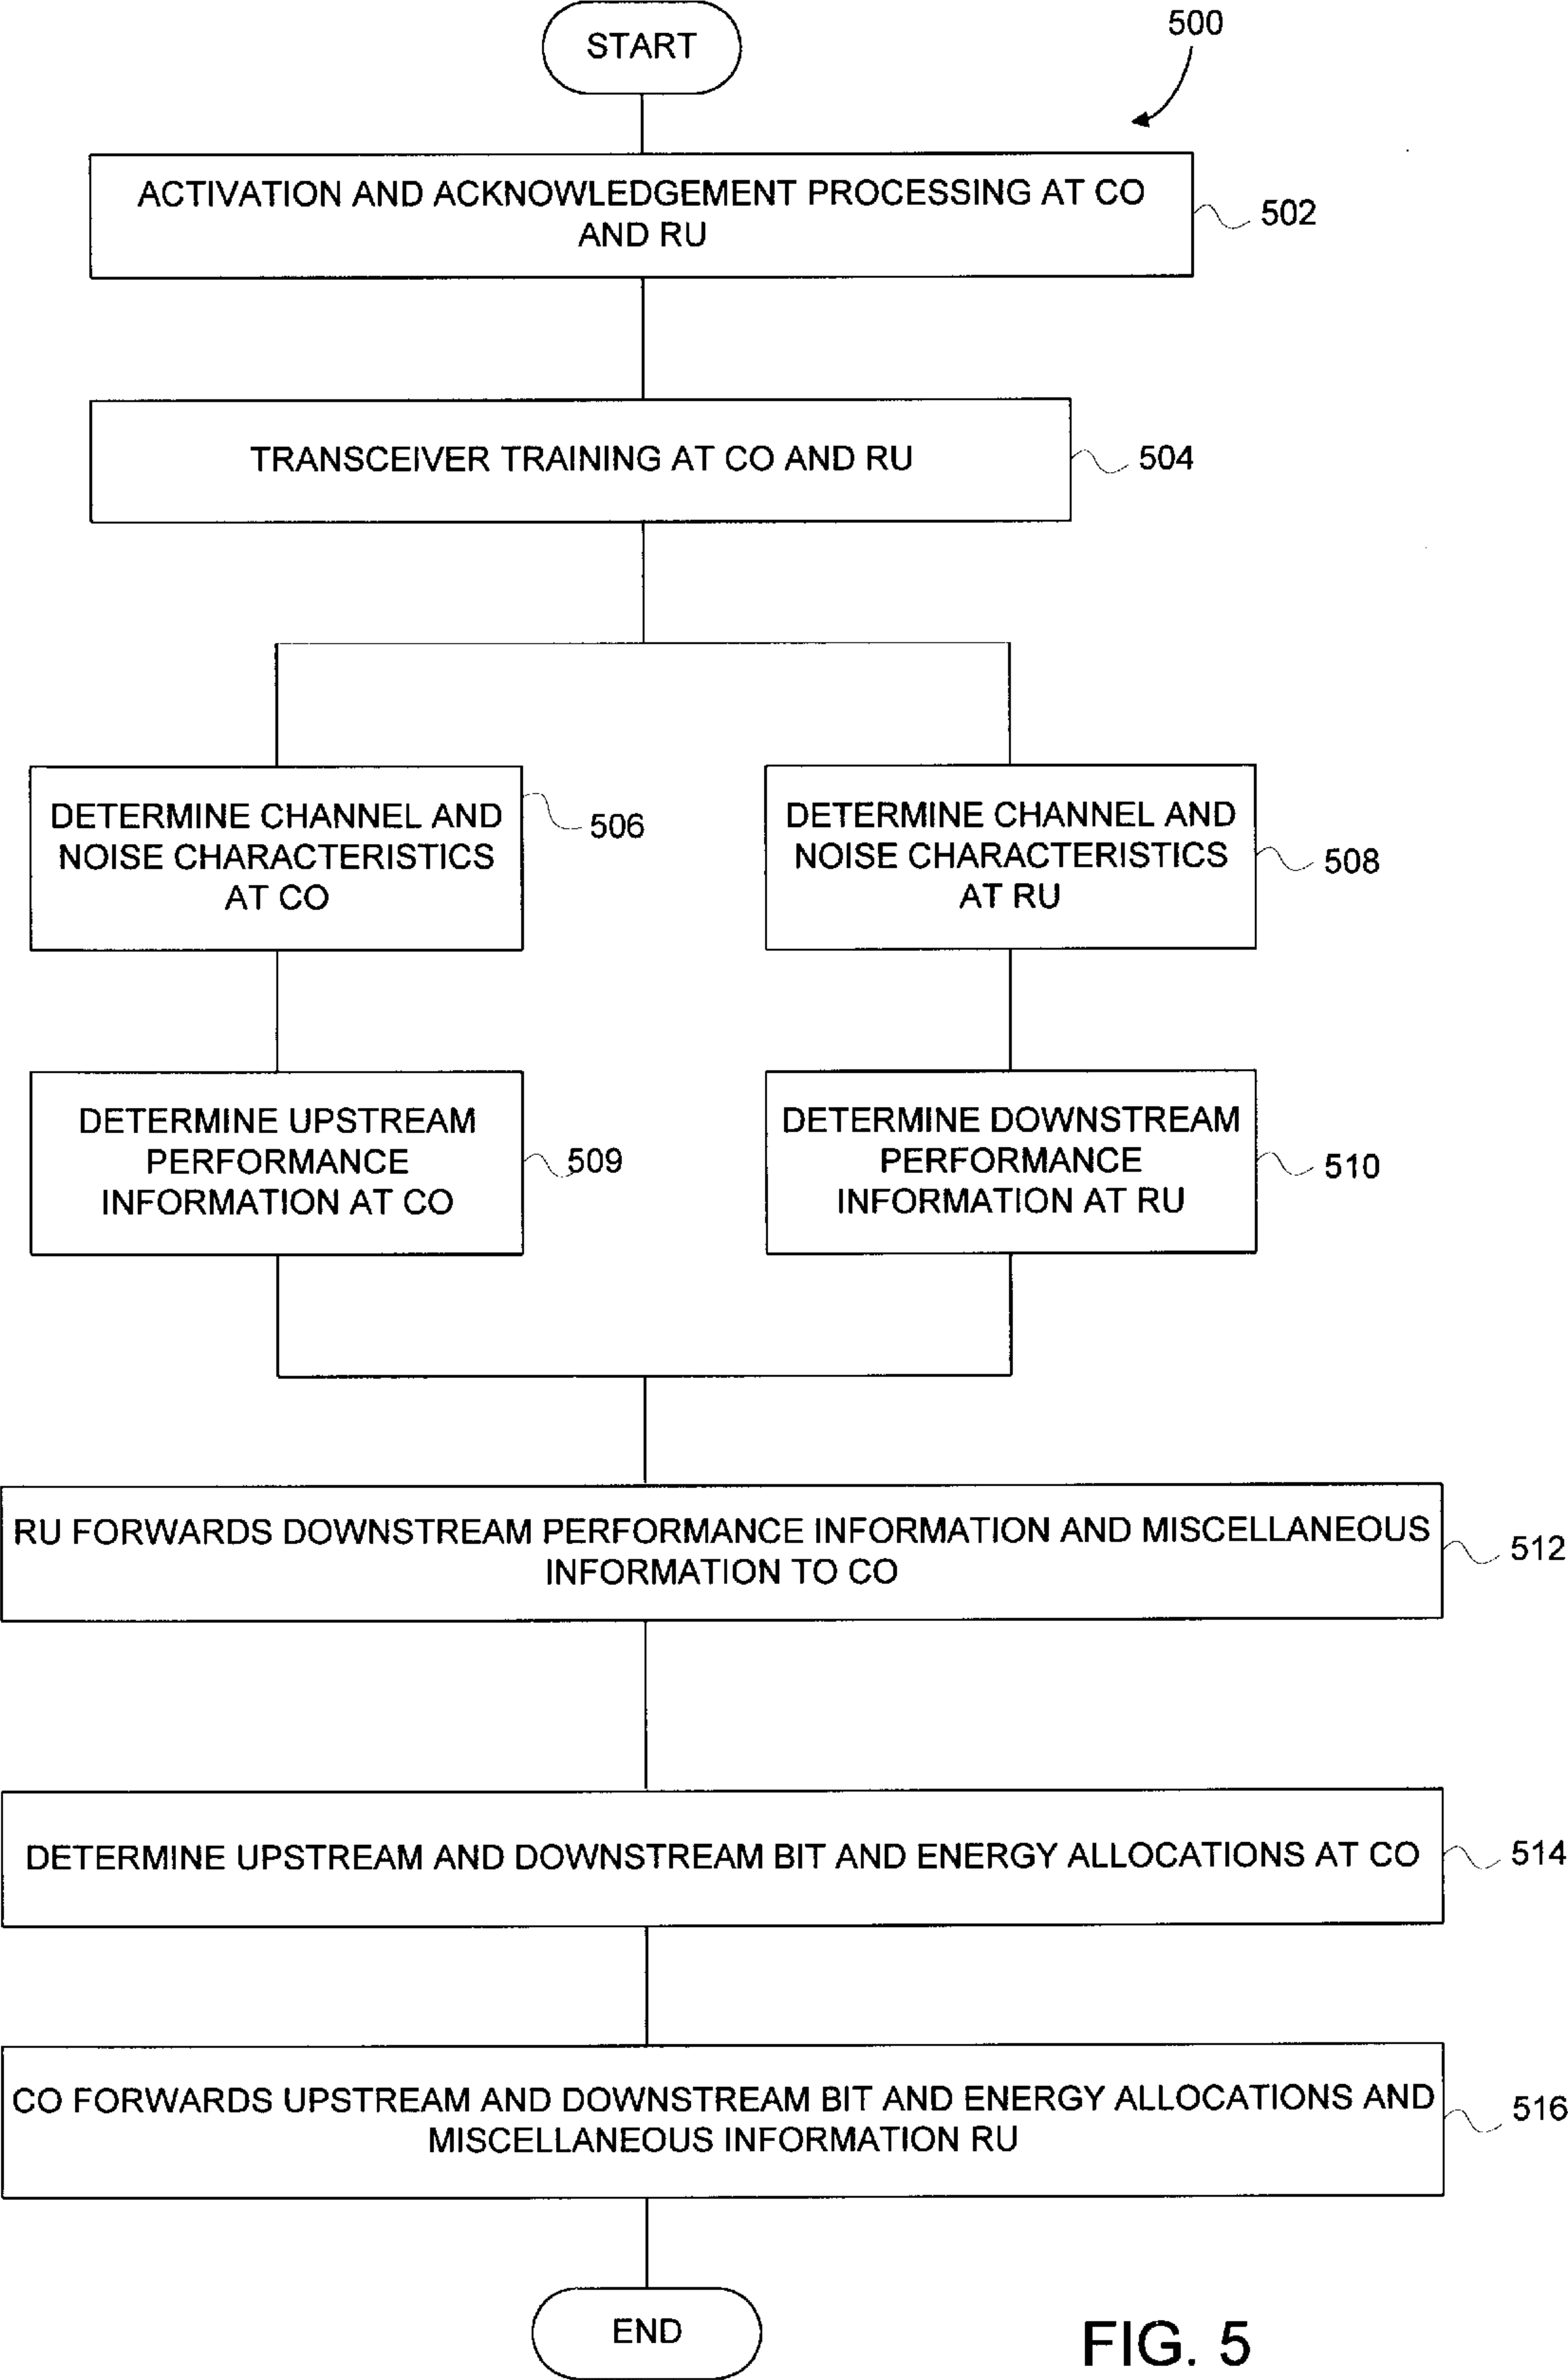 START
500
ACTIVATION AND ACKNOWLEDGEMENT PROCESSING AT CO
AND RU
502
TRANSCEIVER TRAINING AT CO AND RU
504
DETERMINE CHANNEL AND
NOISE CHARACTERISTICS
AT CO
506
DETERMINE CHANNEL AND
NOISE CHARACTERISTICS
AT RU
508
DETERMINE UPSTREAM
PERFORMANCE
INFORMATION AT CO
509
DETERMINE DOWNSTREAM
PERFORMANCE
INFORMATION AT RU
510
RU FORWARDS DOWNSTREAM PERFORMANCE INFORMATION AND MISCELLANEOUS
INFORMATION TO CO
512
DETERMINE UPSTREAM AND DOWNSTREAM BIT AND ENERGY ALLOCATIONS AT CO
514
CO FORWARDS UPSTREAM AND DOWNSTREAM BIT AND ENERGY ALLOCATIONS AND
MISCELLANEOUS INFORMATION RU
516
END
FIG. 5